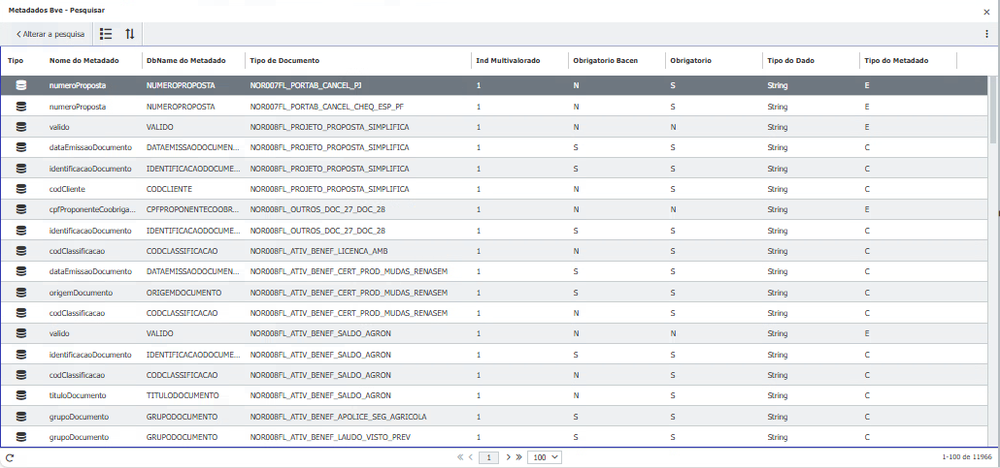 Metadados Bve - Pesquisar
Alterar a pesquisa
Tipo Nome do Metadado DbName do Metadado Tipo de Documento Ind Multivalorado Obrigatorio Bacen Obrigatorio Tipo do Dado Tipo do Metadado
numeroProposta NUMEROPROPOSTA NOR007FL_PORTAB_CANCEL_PJ 1 N S String E
numeroProposta NUMEROPROPOSTA NOR007FL_PORTAB_CANCEL_CHEQ_ESP_PF 1 N S String E
valido VALIDO NOR008FL_PROJETO_PROPOSTA_SIMPLIFICA 1 N N String E
dataEmissaoDocumento DATAEMISSAODOCUMEN... NOR008FL_PROJETO_PROPOSTA_SIMPLIFICA 1 S S String C
identificacaoDocumento IDENTIFICACAODOCUME... NOR008FL_PROJETO_PROPOSTA_SIMPLIFICA 1 S S String C
codCliente CODCLIENTE NOR008FL_PROJETO_PROPOSTA_SIMPLIFICA 1 N S String C
cpfProponenteCoobriga... CPFPROPONENTECOOBR... NOR008FL_OUTROS_DOC_27_DOC_28 1 N N String E
identificacaoDocumento IDENTIFICACAODOCUME... NOR008FL_OUTROS_DOC_27_DOC_28 1 S S String C
codClassificacao CODCLASSIFICACAO NOR008FL_ATIV_BENEF_LICENCA_AMB 1 N S String C
dataEmissaoDocumento DATAEMISSAODOCUMEN... NOR008FL_ATIV_BENEF_CERT_PROD_MUDAS_RENASEM 1 S S String C
origemDocumento ORIGEMDOCUMENTO NOR008FL_ATIV_BENEF_CERT_PROD_MUDAS_RENASEM 1 S S String C
codClassificacao CODCLASSIFICACAO NOR008FL_ATIV_BENEF_CERT_PROD_MUDAS_RENASEM 1 N S String C
valido VALIDO NOR008FL_ATIV_BENEF_SALDO_AGRON 1 N N String E
identificacaoDocumento IDENTIFICACAODOCUME... NOR008FL_ATIV_BENEF_SALDO_AGRON 1 S S String C
codClassificacao CODCLASSIFICACAO NOR008FL_ATIV_BENEF_SALDO_AGRON 1 N S String C
tituloDocumento TITULODOCUMENTO NOR008FL_ATIV_BENEF_SALDO_AGRON 1 N S String C
grupoDocumento GRUPODOCUMENTO NOR008FL_ATIV_BENEF_APOLICE_SEG_AGRICOLA 1 S S String C
grupoDocumento GRUPODOCUMENTO NOR008FL_ATIV_BENEF_LAUDO_VISTO_PREV 1 S S String C
1 100 1-100 de 11966